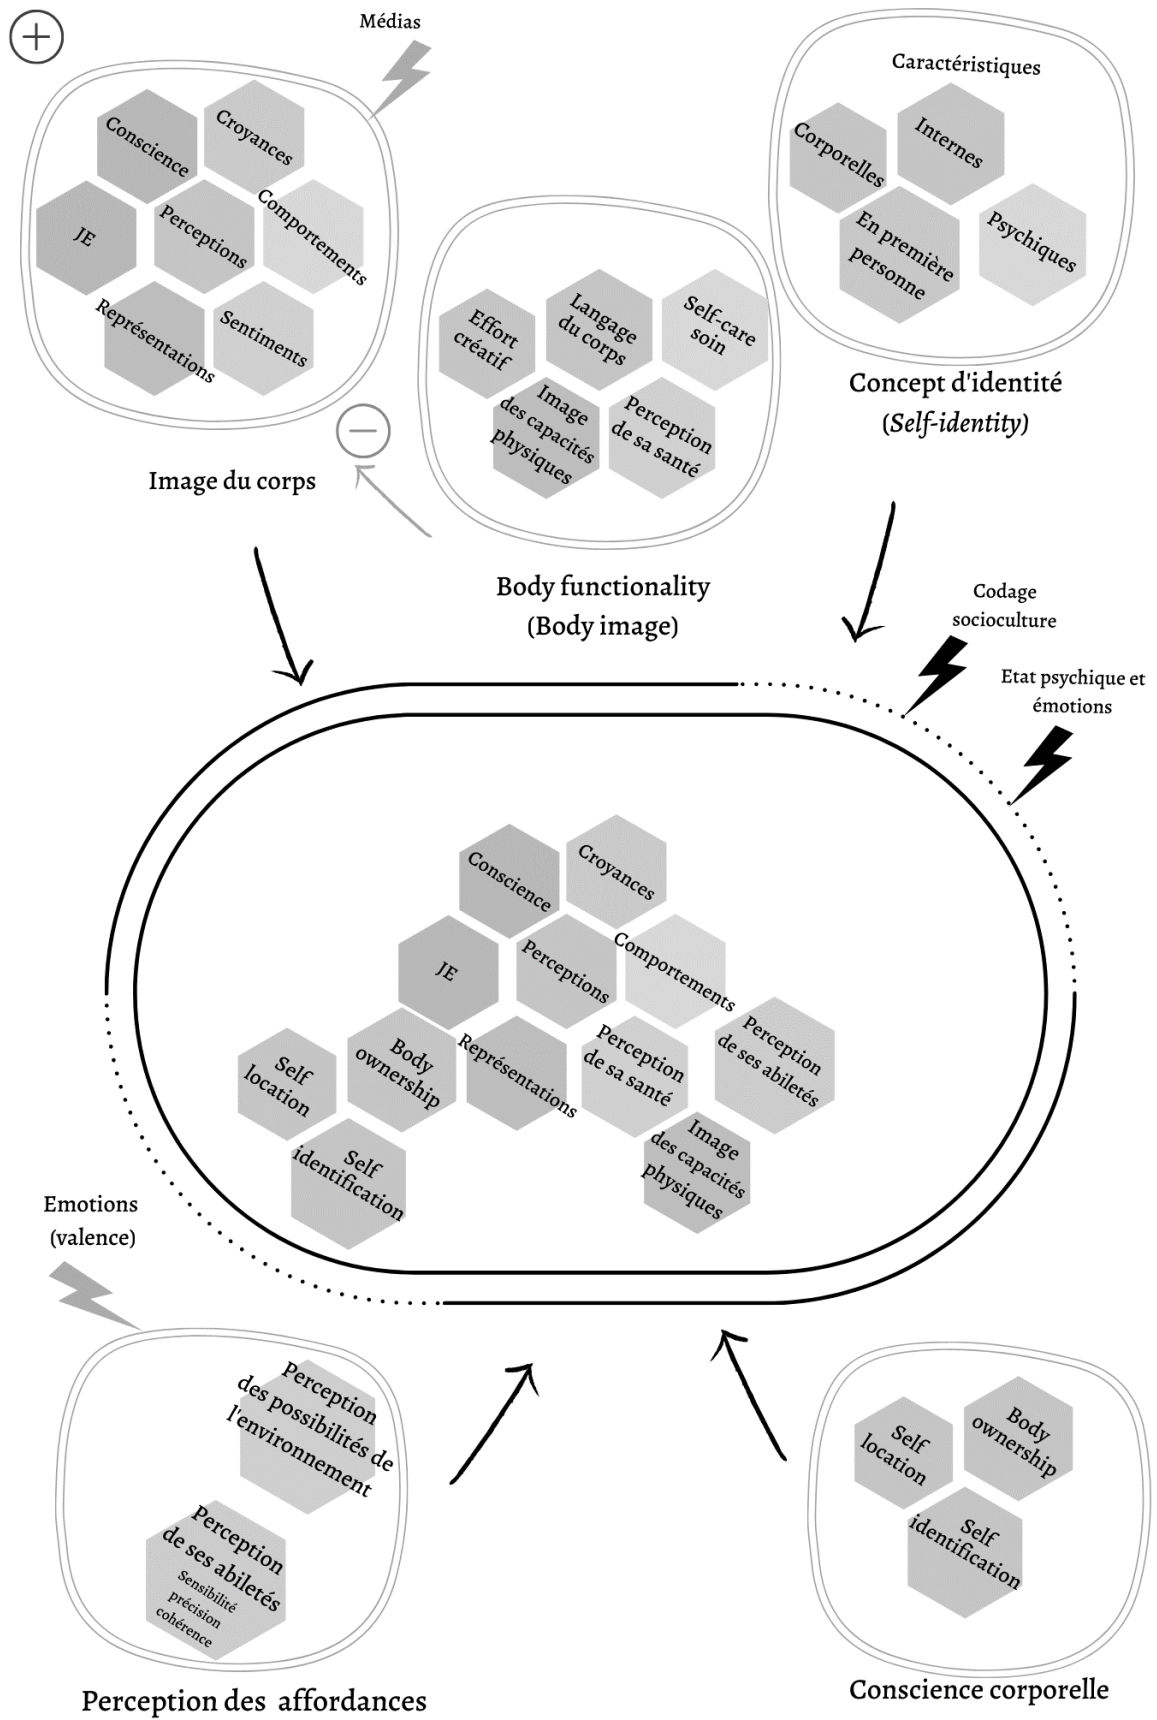 Médias
Conscience
Croyances
JE
Perceptions
Comportements
Représentations
Sentiments
Image du corps
Effort
créatif
Langage
du corps
Self-care
soin
Image
des capacités
physiques
Perception
de sa santé
Body functionality
(Body image)
Caractéristiques
Corporelles
Internes
En première
personne
Psychiques
Concept d'identité
(Self-identity)
Codage
socioculture
Etat psychique et
émotions
Conscience
Croyances
JE
Perceptions
Comportements
Self
location
Body
ownership
Représentations
Perception
de sa santé
Perception
de ses abiletés
Self
identification
Image
des capacités
physiques
Emotions
(valence)
Perception
des possibilités de
l'environnement
Perception
de ses abiletés
Sensibilité
précision
cohérence
Perception des affordances
Self
location
Body
ownership
Self
identification
Conscience corporelle